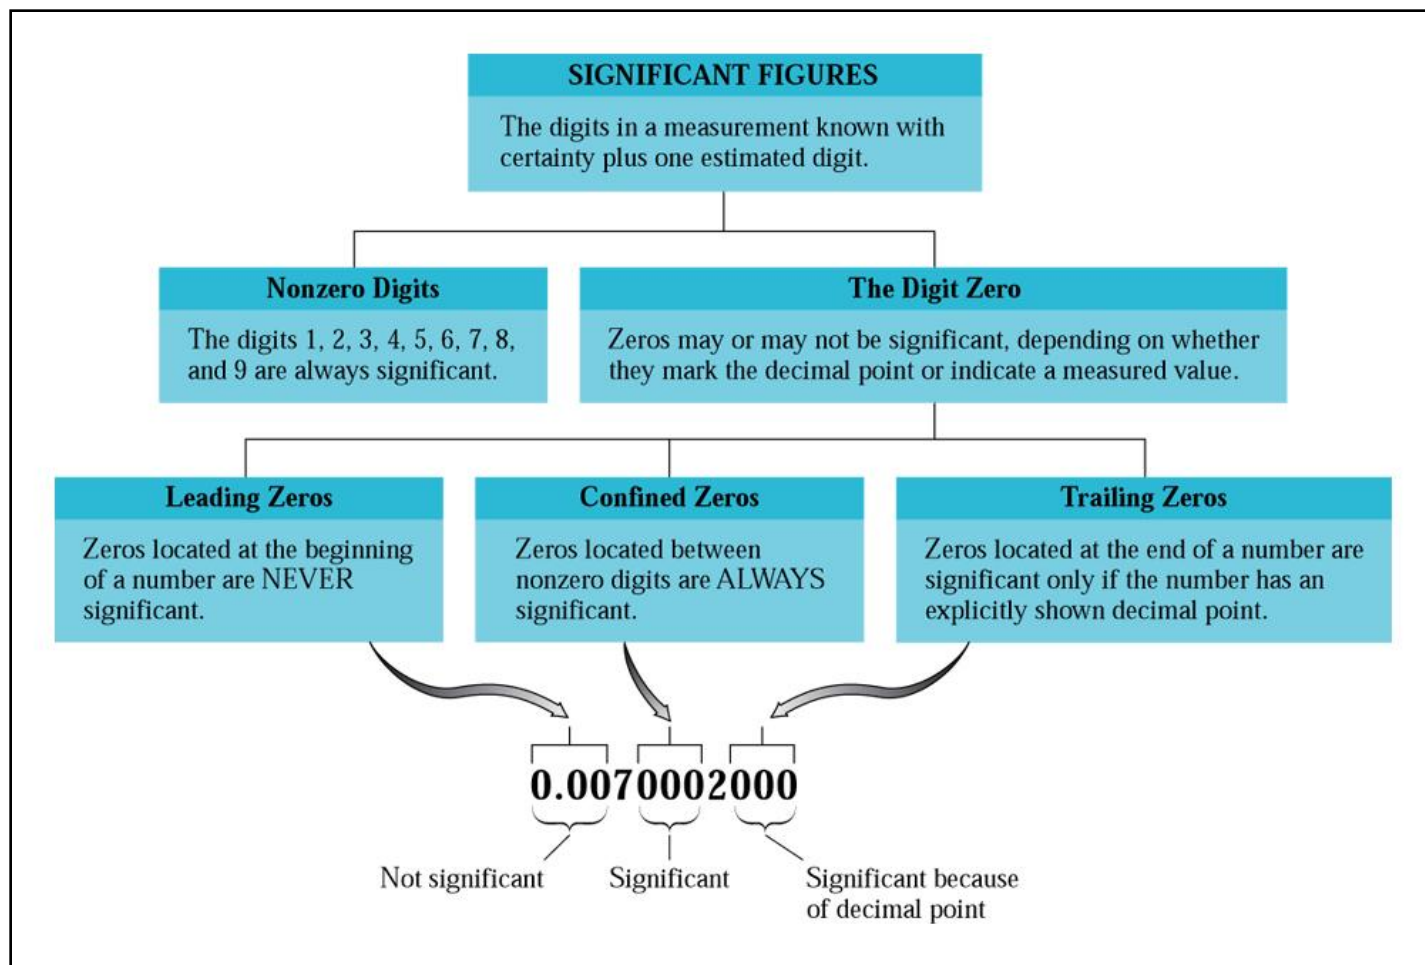 SIGNIFICANT FIGURES
The digits in a measurement known with
certainty plus one estimated digit.
Nonzero Digits
The digits 1, 2, 3, 4, 5, 6, 7, 8,
and 9 are always significant.
The Digit Zero
Zeros may or may not be significant, depending on whether
they mark the decimal point or indicate a measured value.
Leading Zeros
Zeros located at the beginning
of a number are NEVER
significant.
Confined Zeros
Zeros located between
nonzero digits are ALWAYS
significant.
Trailing Zeros
Zeros located at the end of a number are
significant only if the number has an
explicitly shown decimal point.
0.0070002000
Not significant
Significant
Significant because
of decimal point